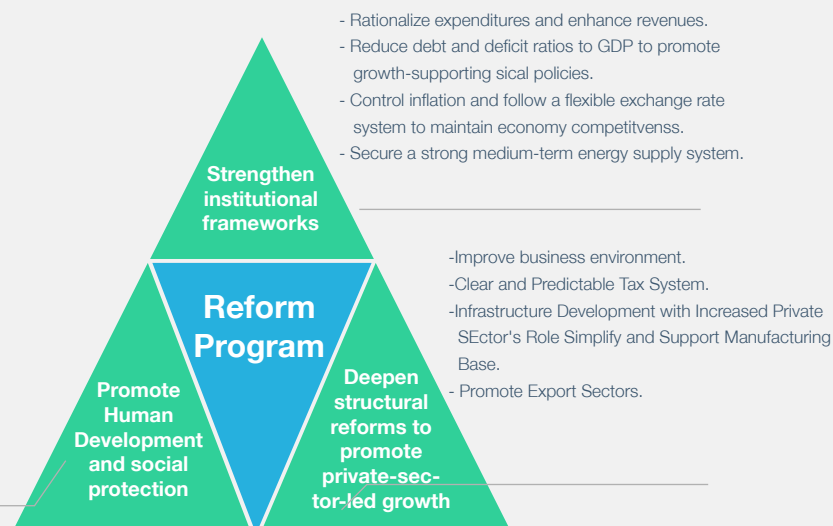 - Rationalize expenditures and enhance revenues.
- Reduce debt and deficit ratios to GDP to promote
growth-supporting sical policies.
- Control inflation and follow a flexible exchange rate
system to maintain economy competitvenss.
- Secure a strong medium-term energy supply system.
Strengthen
institutional
frameworks
-Improve business environment.
-Clear and Predictable Tax System.
-Infrastructure Development with Increased Private
SEctor's Role Simplify and Support Manufacturing
Base.
- Promote Export Sectors.
Reform
Program
Promote
Human
Development
and social
protection
Deepen
structural
reforms to
promote
private-sec-
tor-led growth